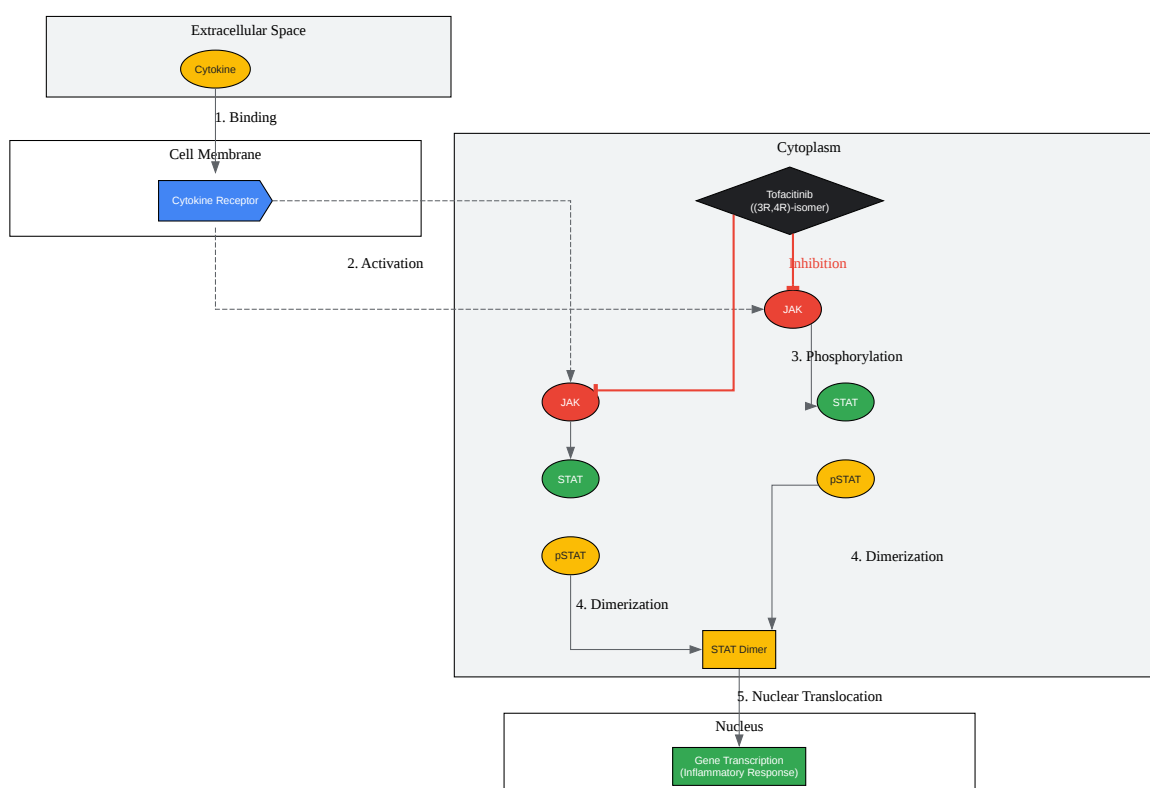 Extracellular Space
Cytokine
1. Binding
Cell Membrane
Cytokine Receptor
Cytoplasm
Tofacitinib
((3R,4R)-isomer)
2. Activation
Inhibition
JAK
3. Phosphorylation
JAK
STAT
STAT
pSTAT
pSTAT
4. Dimerization
4. Dimerization
STAT Dimer
5. Nuclear Translocation
Nucleus
Gene Transcription
(Inflammatory Response)